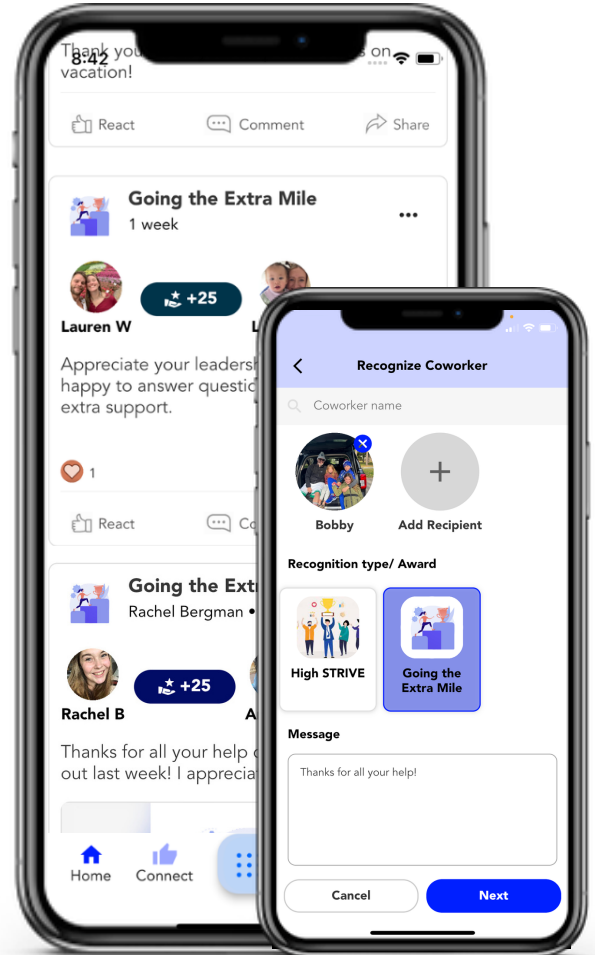 Thank you
on
8:42
vacation!
React
Comment
Share
Going the Extra Mile
1 week
+25
Lauren W
L
Appreciate your leadersh
happy to answer questio
extra support.
1
React
Co
Going the Ext
Rachel Bergman •
+25
Rachel B
A
Thanks for all your help
out last week! I apprecia
Home
Connect
Recognize Coworker
Coworker name
Bobby
Add Recipient
Recognition type/ Award
High STRIVE
Going the
Extra Mile
Message
Thanks for all your help!
Cancel
Next